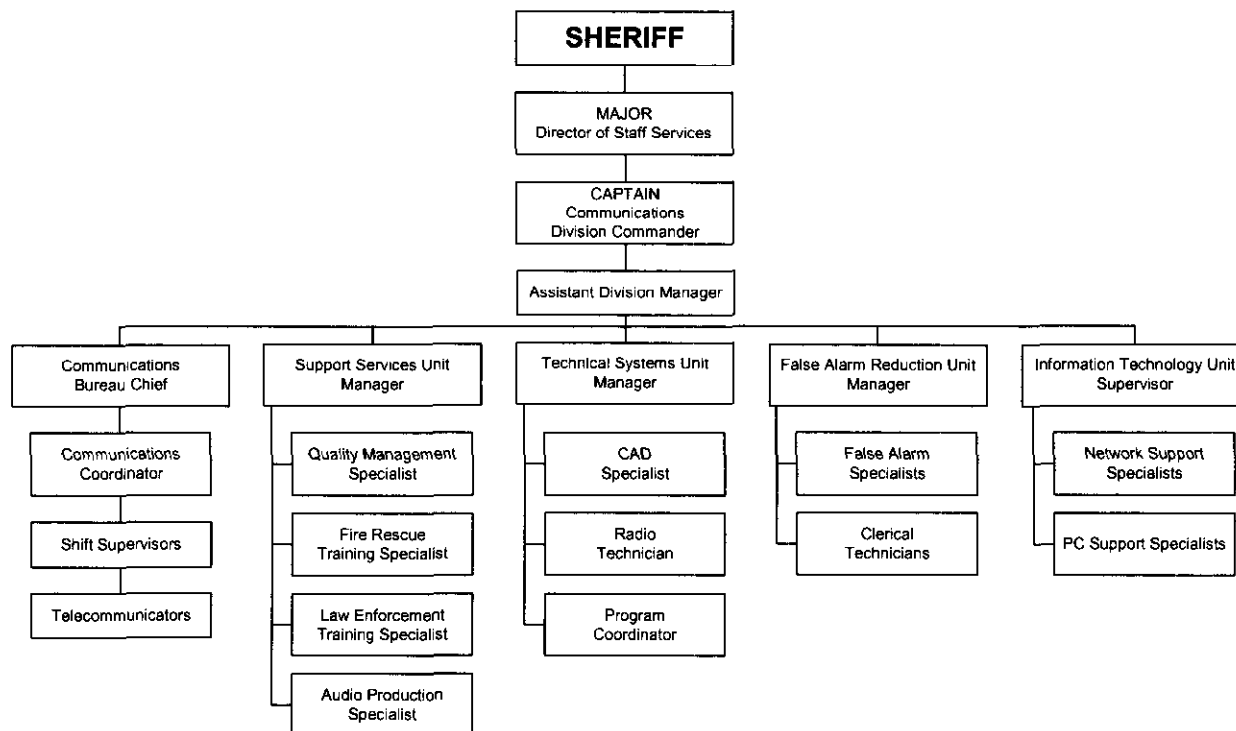 SHERIFF
MAJOR
Director of Staff Services
CAPTAIN
Communications
Division Commander
Assistant Division Manager
Communications
Bureau Chief
Communications
Coordinator
Shift Supervisors
Telecommunicators
Support Services Unit
Manager
Quality Management
Specialist
Fire Rescue
Training Specialist
Law Enforcement
Training Specialist
Audio Production
Specialist
Technical Systems Unit
Manager
CAD
Specialist
Radio
Technician
Program
Coordinator
False Alarm Reduction Unit
Manager
False Alarm
Specialists
Clerical
Technicians
Information Technology Unit
Supervisor
Network Support
Specialists
PC Support Specialists